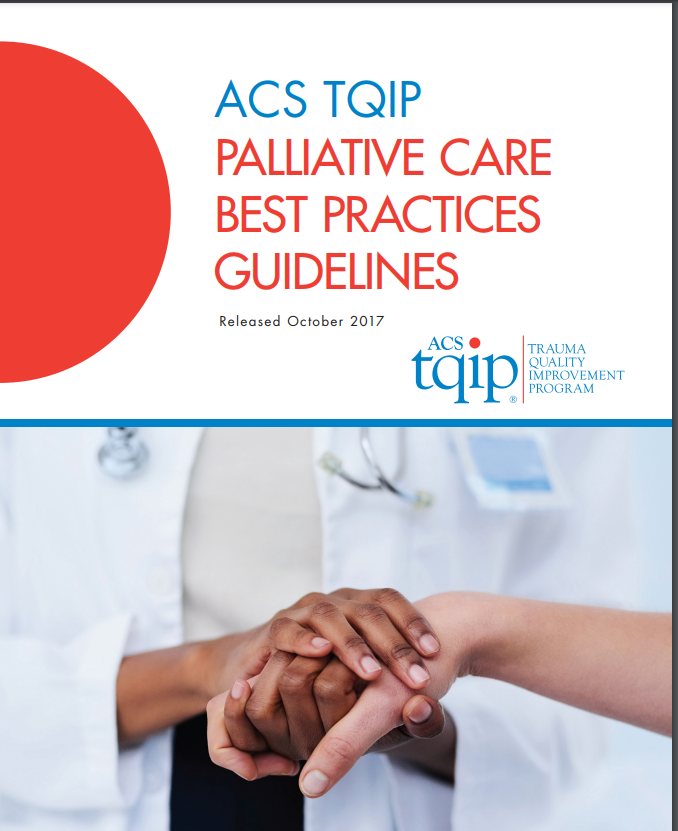 ACS TQIP
PALLIATIVE CARE
BEST PRACTICES
GUIDELINES
Released October 2017
ACS
tqip®
TRAUMA
QUALITY
IMPROVEMENT
PROGRAM